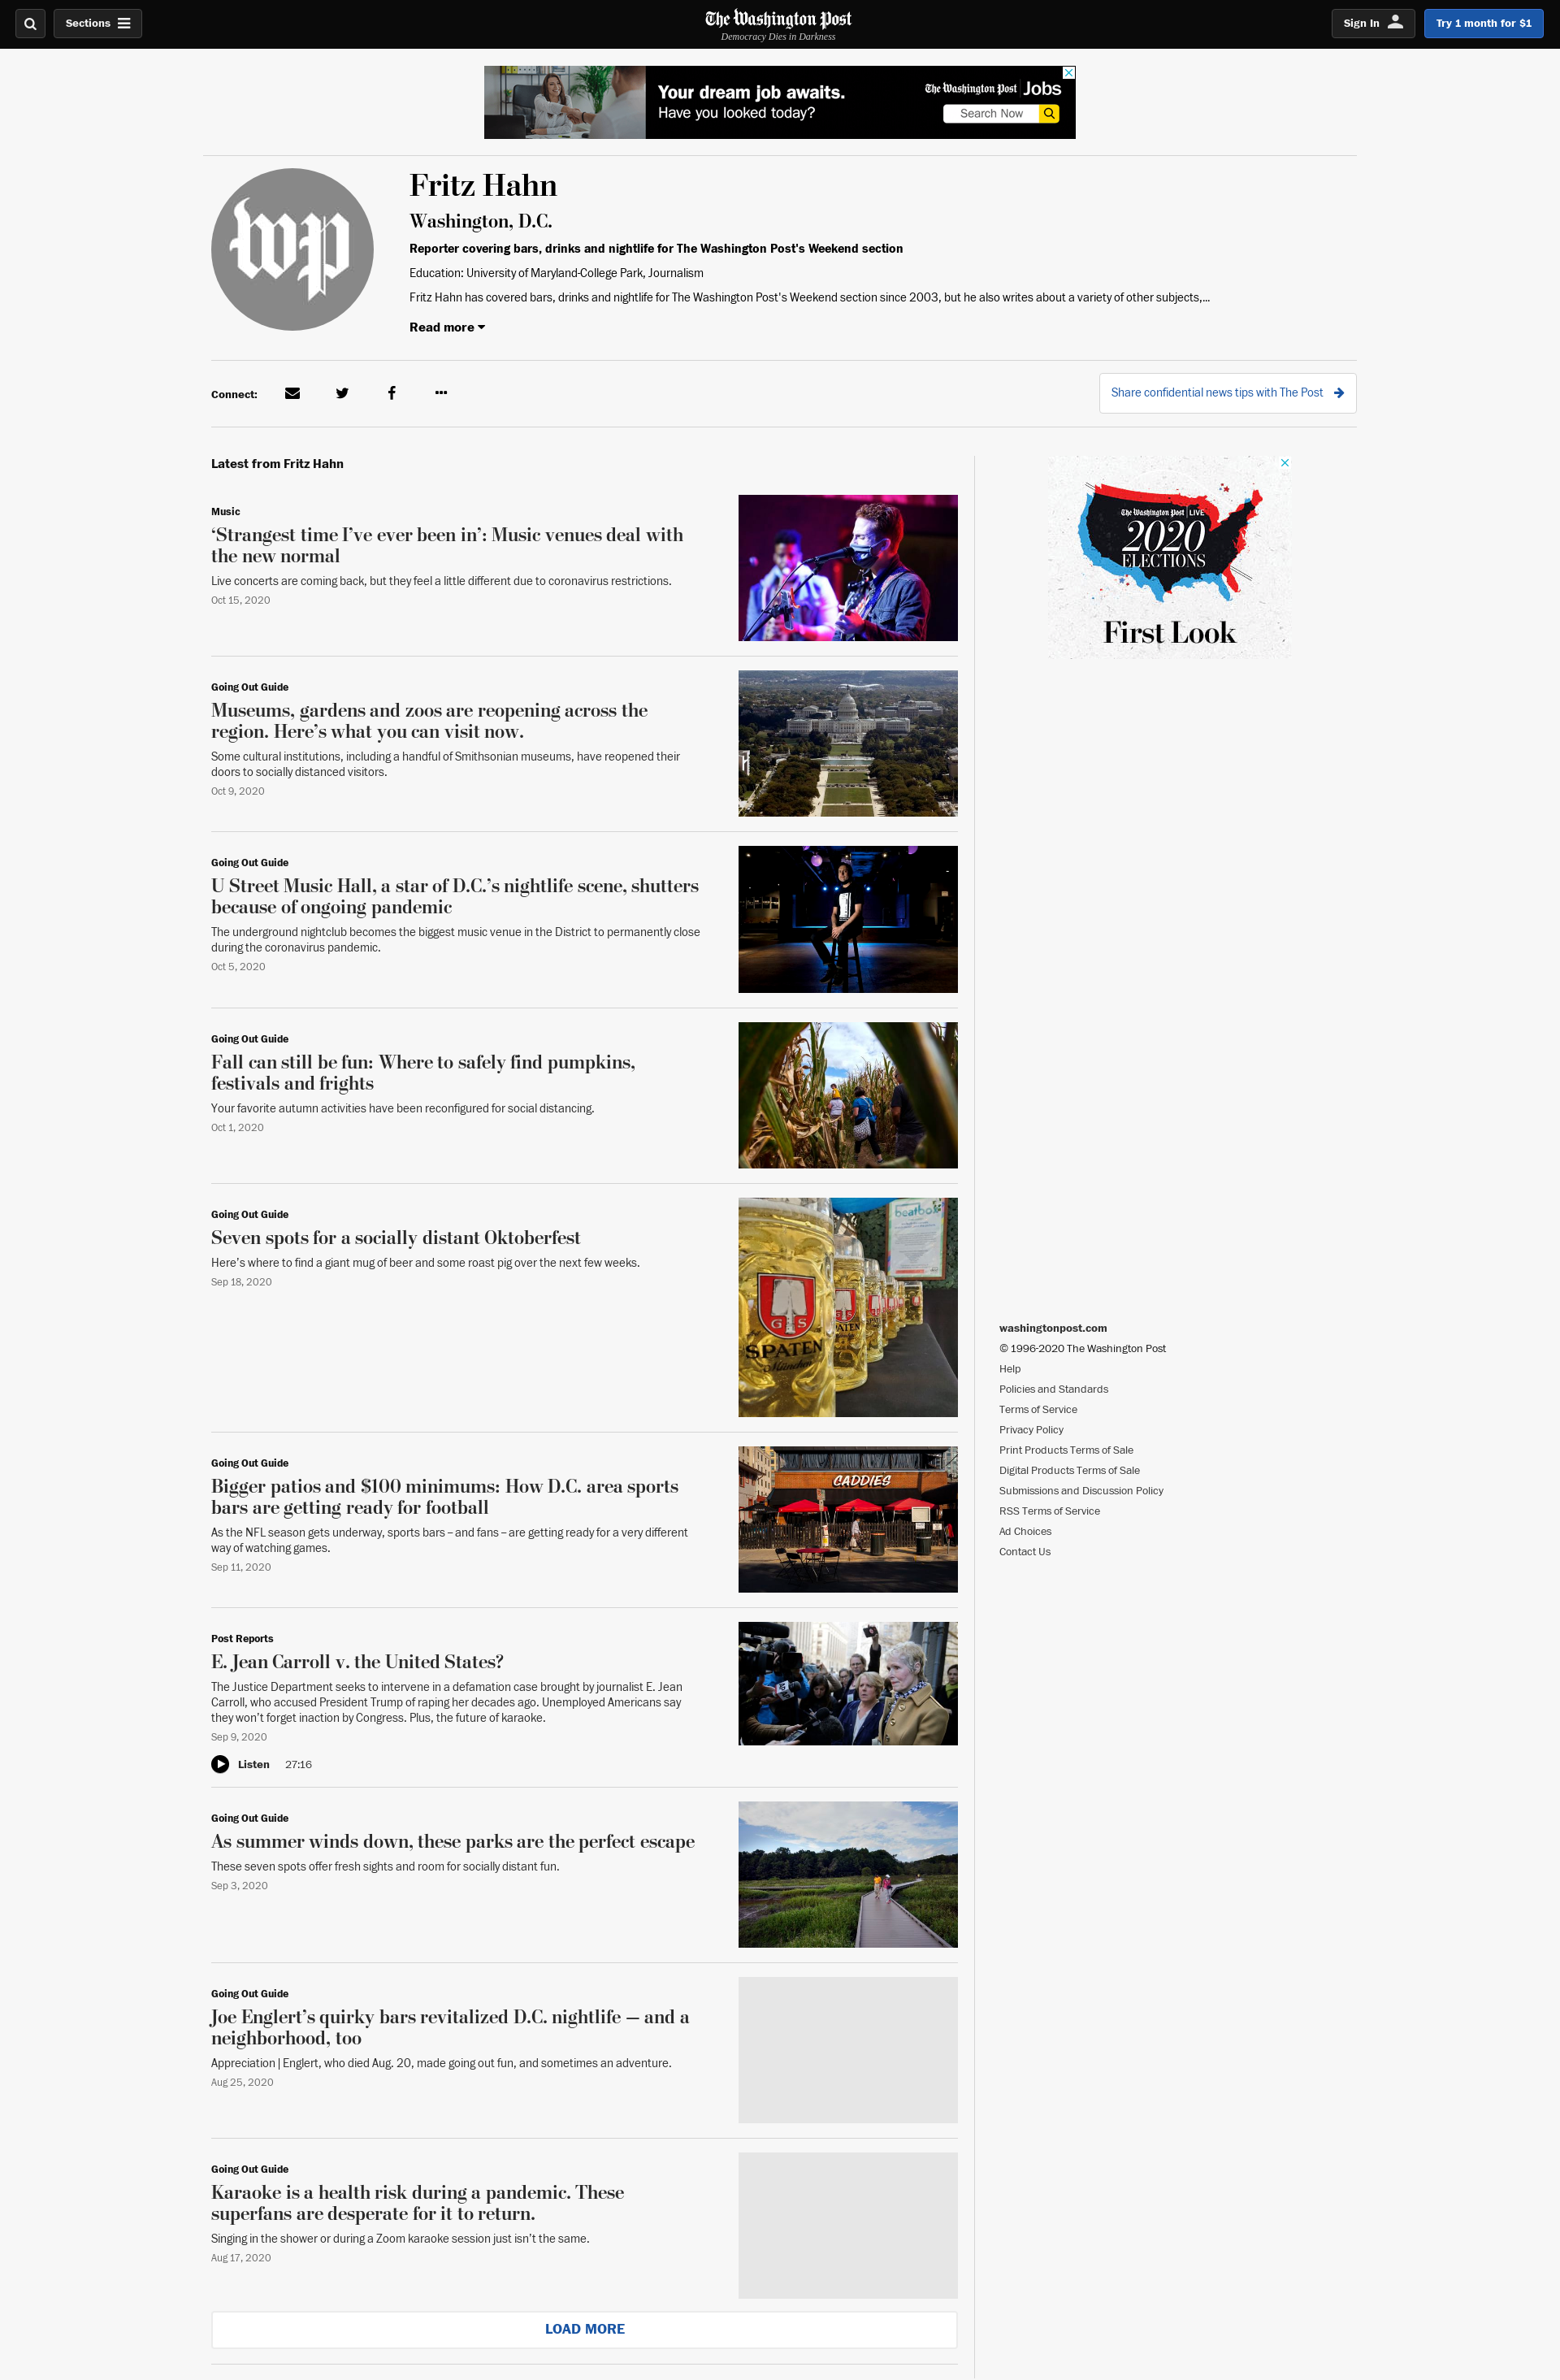 Sections
The Washington Post
Democracy Dies in Darkness
Sign In
Try 1 month for $1
Your dream job awaits.
Have you looked today?
The Washington Post Jobs
Search Now
wp
Fritz Hahn
Washington, D.C.
Reporter covering bars, drinks and nightlife for The Washington Post's Weekend section
Education: University of Maryland-College Park, Journalism
Fritz Hahn has covered bars, drinks and nightlife for The Washington Post's Weekend section since 2003, but he also writes about a variety of other subjects,...
Read more
Connect:
Share confidential news tips with The Post
Latest from Fritz Hahn
Music
‘Strangest time I’ve ever been in’: Music venues deal with
the new normal
Live concerts are coming back, but they feel a little different due to coronavirus restrictions.
Oct 15, 2020
Going Out Guide
Museums, gardens and zoos are reopening across the
region. Here’s what you can visit now.
Some cultural institutions, including a handful of Smithsonian museums, have reopened their
doors to socially distanced visitors.
Oct 9, 2020
Going Out Guide
U Street Music Hall, a star of D.C.’s nightlife scene, shutters
because of ongoing pandemic
The underground nightclub becomes the biggest music venue in the District to permanently close
during the coronavirus pandemic.
Oct 5, 2020
Going Out Guide
Fall can still be fun: Where to safely find pumpkins,
festivals and frights
Your favorite autumn activities have been reconfigured for social distancing.
Oct 1, 2020
Going Out Guide
Seven spots for a socially distant Oktoberfest
Here’s where to find a giant mug of beer and some roast pig over the next few weeks.
Sep 18, 2020
beatbox
G S
SPATEN
München
SPATEN
Going Out Guide
Bigger patios and $100 minimums: How D.C. area sports
bars are getting ready for football
As the NFL season gets underway, sports bars – and fans – are getting ready for a very different
way of watching games.
Sep 11, 2020
CADDIES
Post Reports
E. Jean Carroll v. the United States?
The Justice Department seeks to intervene in a defamation case brought by journalist E. Jean
Carroll, who accused President Trump of raping her decades ago. Unemployed Americans say
they won’t forget inaction by Congress. Plus, the future of karaoke.
Sep 9, 2020
Listen 27:16
Going Out Guide
As summer winds down, these parks are the perfect escape
These seven spots offer fresh sights and room for socially distant fun.
Sep 3, 2020
Going Out Guide
Joe Englert’s quirky bars revitalized D.C. nightlife — and a
neighborhood, too
Appreciation | Englert, who died Aug. 20, made going out fun, and sometimes an adventure.
Aug 25, 2020
Going Out Guide
Karaoke is a health risk during a pandemic. These
superfans are desperate for it to return.
Singing in the shower or during a Zoom karaoke session just isn’t the same.
Aug 17, 2020
LOAD MORE
The Washington Post LIVE
2020
ELECTIONS
First Look
washingtonpost.com
© 1996-2020 The Washington Post
Help
Policies and Standards
Terms of Service
Privacy Policy
Print Products Terms of Sale
Digital Products Terms of Sale
Submissions and Discussion Policy
RSS Terms of Service
Ad Choices
Contact Us